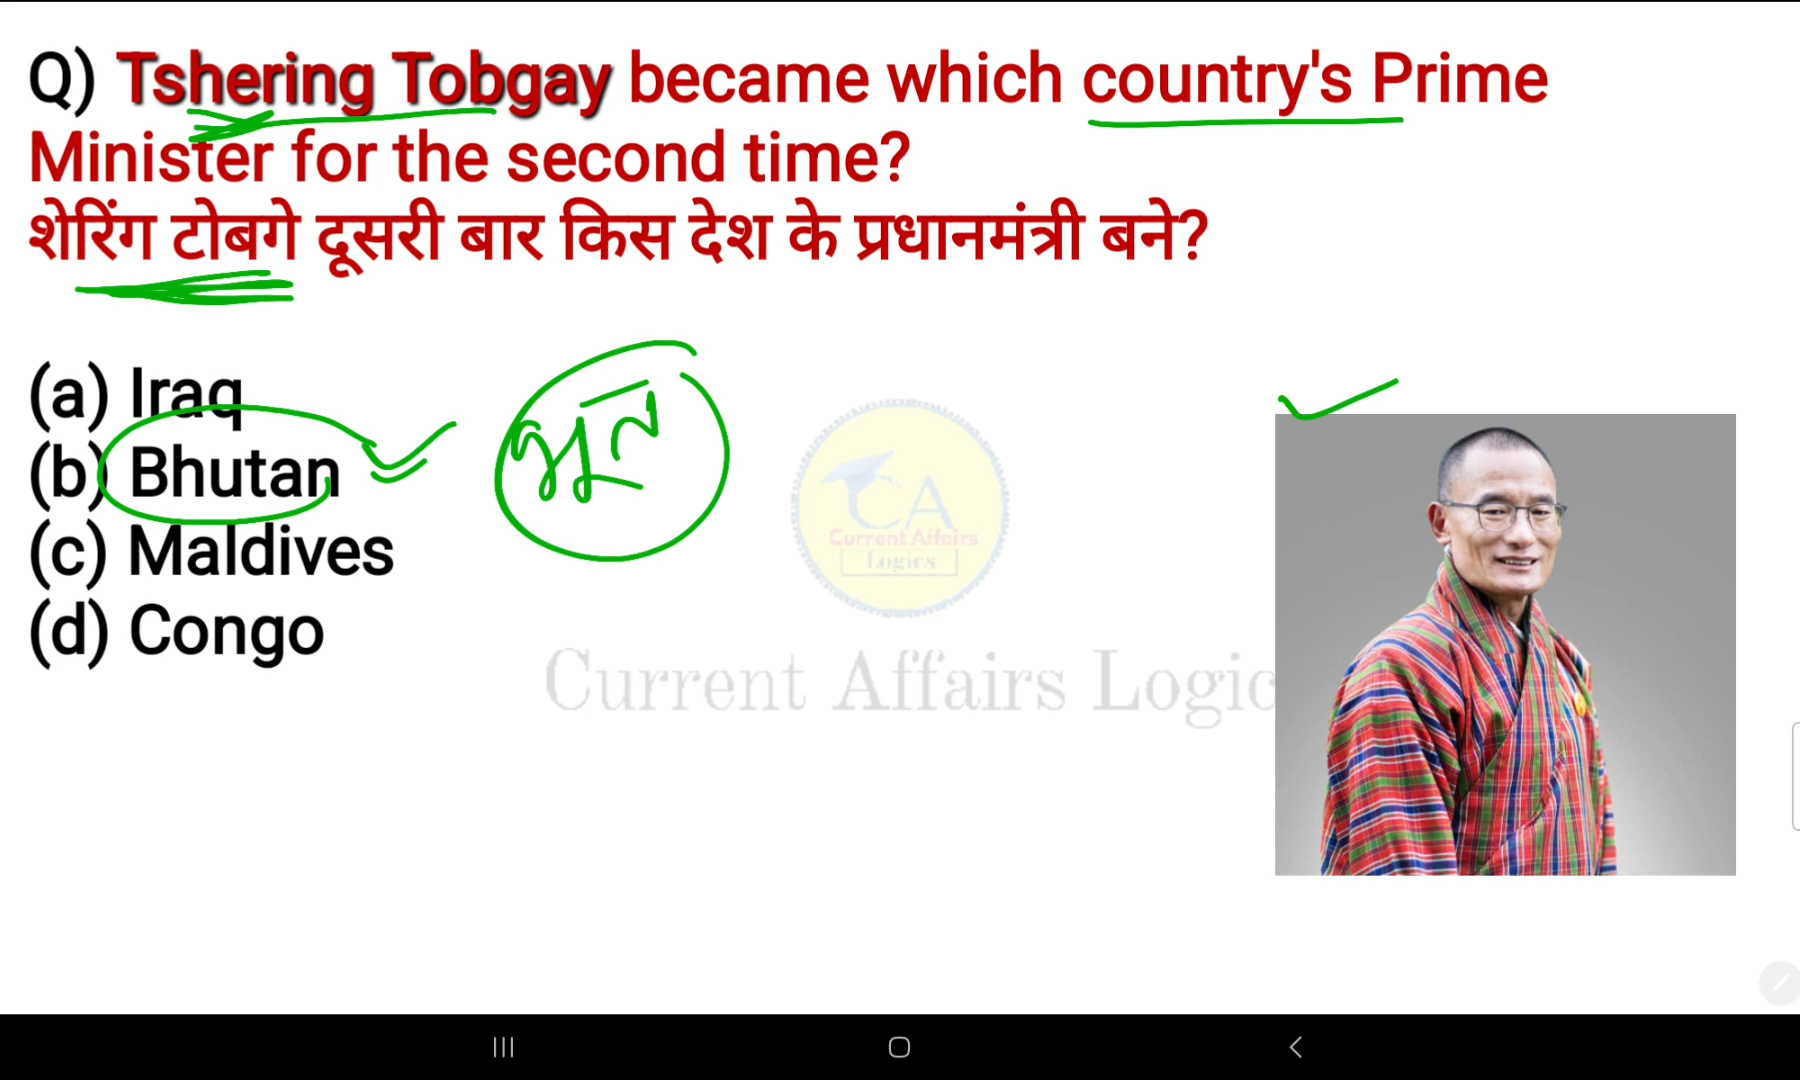 Q) Tshering Tobgay became which country's Prime
Minister for the second time?
शेरिंग टोबगे दूसरी बार किस देश के प्रधानमंत्री बने?
(a) Iraq
(b) Bhutan
(c) Maldives
(d) Congo
CA
Current Affairs
Logics
Current Affairs Logic